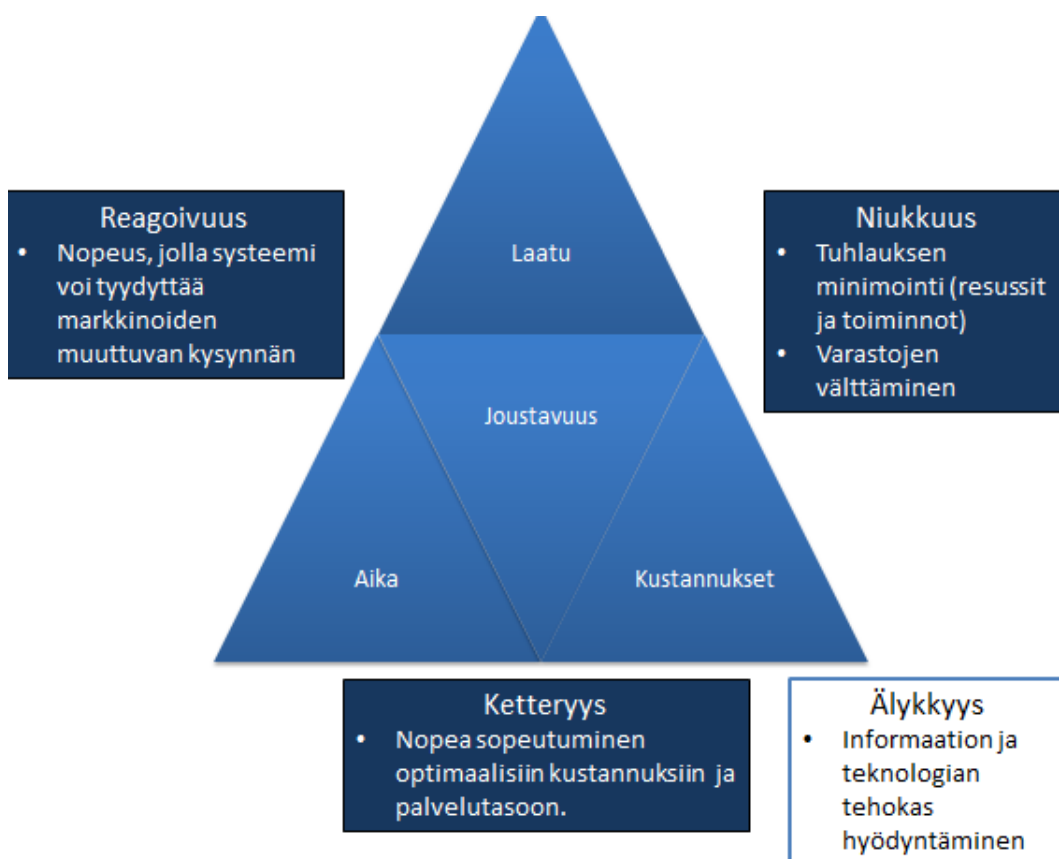 Laatu
Reagoivuus
• Nopeus, jolla systeemi
voi tyydyttää
markkinoiden
muuttuvan kysynnän
Niukkuus
• Tuhlauksen
minimointi (resussit
ja toiminnot)
• Varastojen
välttäminen
Joustavuus
Aika
Kustannukset
Ketteryys
• Nopea sopeutuminen
optimaalisiin kustannuksiin ja
palvelutasoon.
Älykkyys
• Informaation ja
teknologian
tehokas
hyödyntäminen